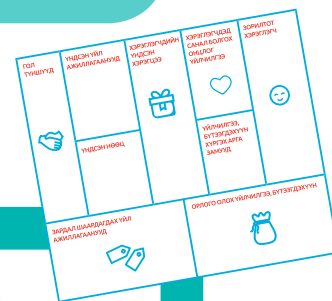 ГОЛ
ТҮНШҮҮД
ҮНДСЭН ҮЙЛ
АЖИЛЛАГААНУУД
ҮНДСЭН НӨӨЦ
ХЭРЭГЛЭГЧДИЙН
ҮНДСЭН
ХЭРЭГЦЭЭ
ХЭРЭГЛЭГЧДЭД
САНАЛ БОЛГОХ
ОНЦЛОГ
ҮЙЛЧИЛГЭЭ
ҮЙЛЧИЛГЭЭ,
БҮТЭЭГДЭХҮҮН
ХҮРГЭХ АРГА
ЗАМУУД
ЗОРИЛТОТ
ХЭРЭГЛЭГЧ
ЗАРДАЛ ШААРДАГДАХ ҮЙЛ
АЖИЛЛАГААНУУД
ОРЛОГО ОЛОХ ҮЙЛЧИЛГЭЭ, БҮТЭЭГДЭХҮҮН